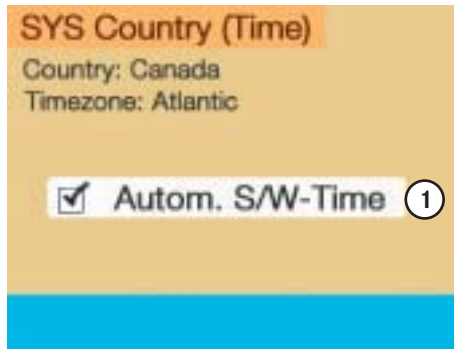 SYS Country (Time)
Country: Canada
Timezone: Atlantic
Autom. S/W-Time 1